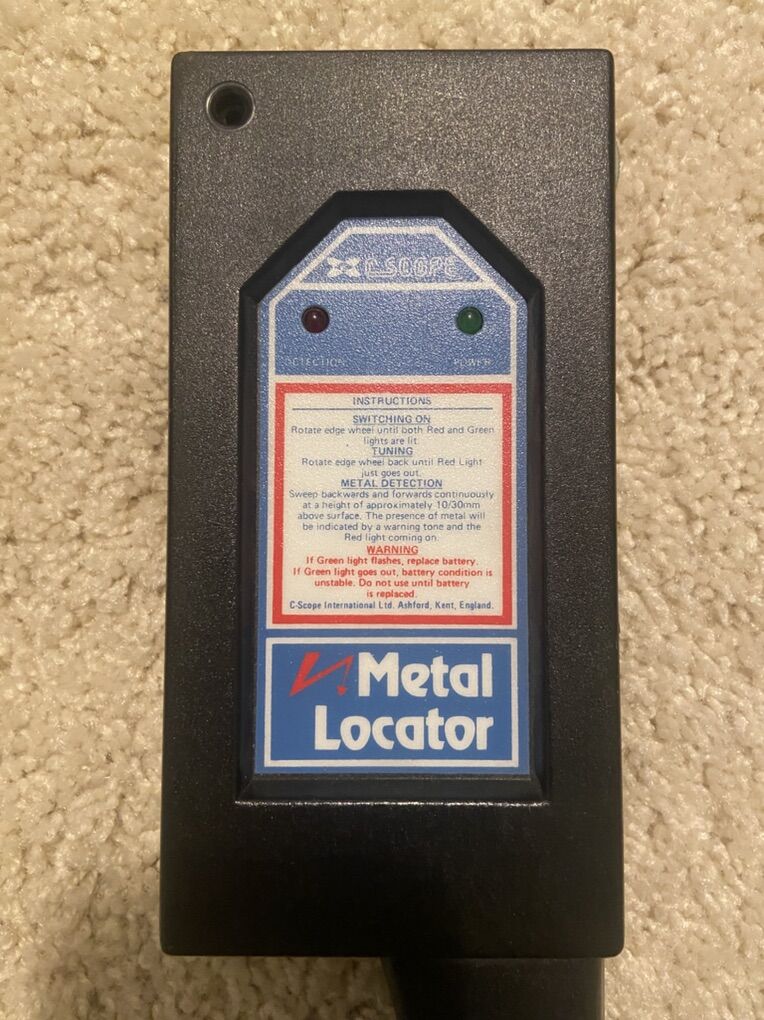 C-SCOPE
DETECTION POWER
INSTRUCTIONS
SWITCHING ON
Rotate edge wheel until both Red and Green
lights are lit.
TUNING
Rotate edge wheel back until Red Light
just goes out.
METAL DETECTION
Sweep backwards and forwards continuously
at a height of approximately 10/30mm
above surface. The presence of metal will
be indicated by a warning tone and the
Red light coming on.
WARNING
If Green light flashes, replace battery.
If Green light goes out, battery condition is
unstable. Do not use until battery
is replaced.
C-Scope International Ltd. Ashford, Kent, England.
Metal
Locator